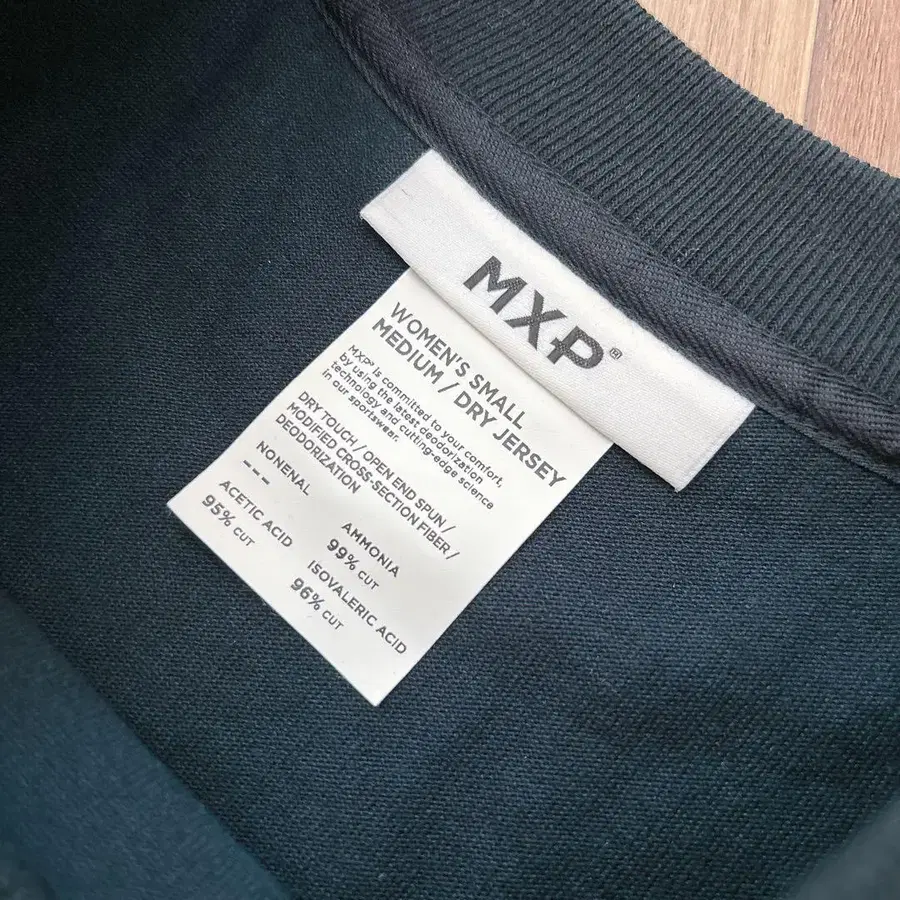 MXP®
WOMEN'S SMALL
MEDIUM / DRY JERSEY
MXP® is committed to your comfort,
by using the latest deodorization
technology and cutting-edge science
in our sportswear.
DRY TOUCH / OPEN END SPUN /
MODIFIED CROSS-SECTION FIBER /
DEODORIZATION
NONENAL
---
AMMONIA
99% CUT
ACETIC ACID
95% CUT
ISOVALERIC ACID
96% CUT